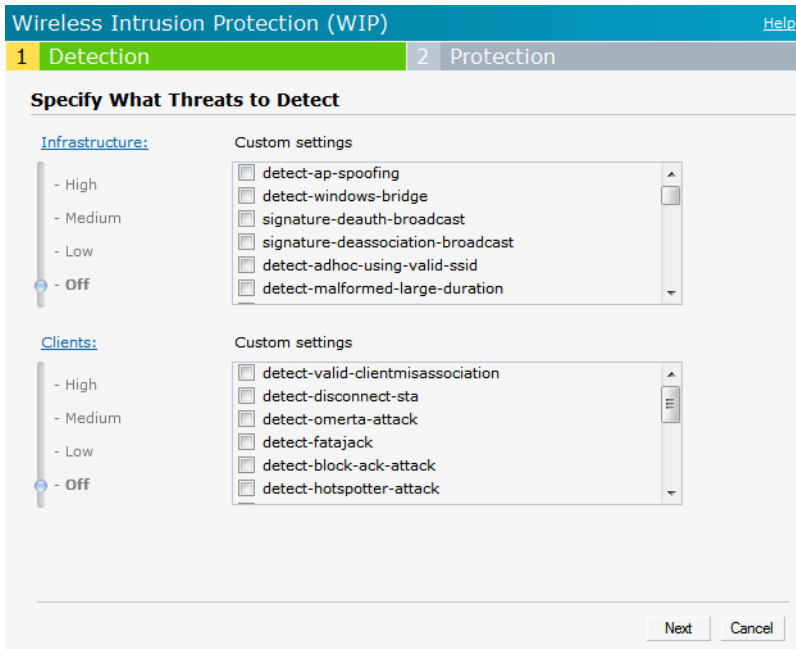 Wireless Intrusion Protection (WIP)
Help
1 Detection
2 Protection
Specify What Threats to Detect
Infrastructure:
- High
- Medium
- Low
- Off
Custom settings
detect-ap-spoofing
detect-windows-bridge
signature-deauth-broadcast
signature-deassociation-broadcast
detect-adhoc-using-valid-ssid
detect-malformed-large-duration
Clients:
- High
- Medium
- Low
- Off
Custom settings
detect-valid-clientmisassociation
detect-disconnect-sta
detect-omerta-attack
detect-fatajack
detect-block-ack-attack
detect-hotspotter-attack
Next
Cancel